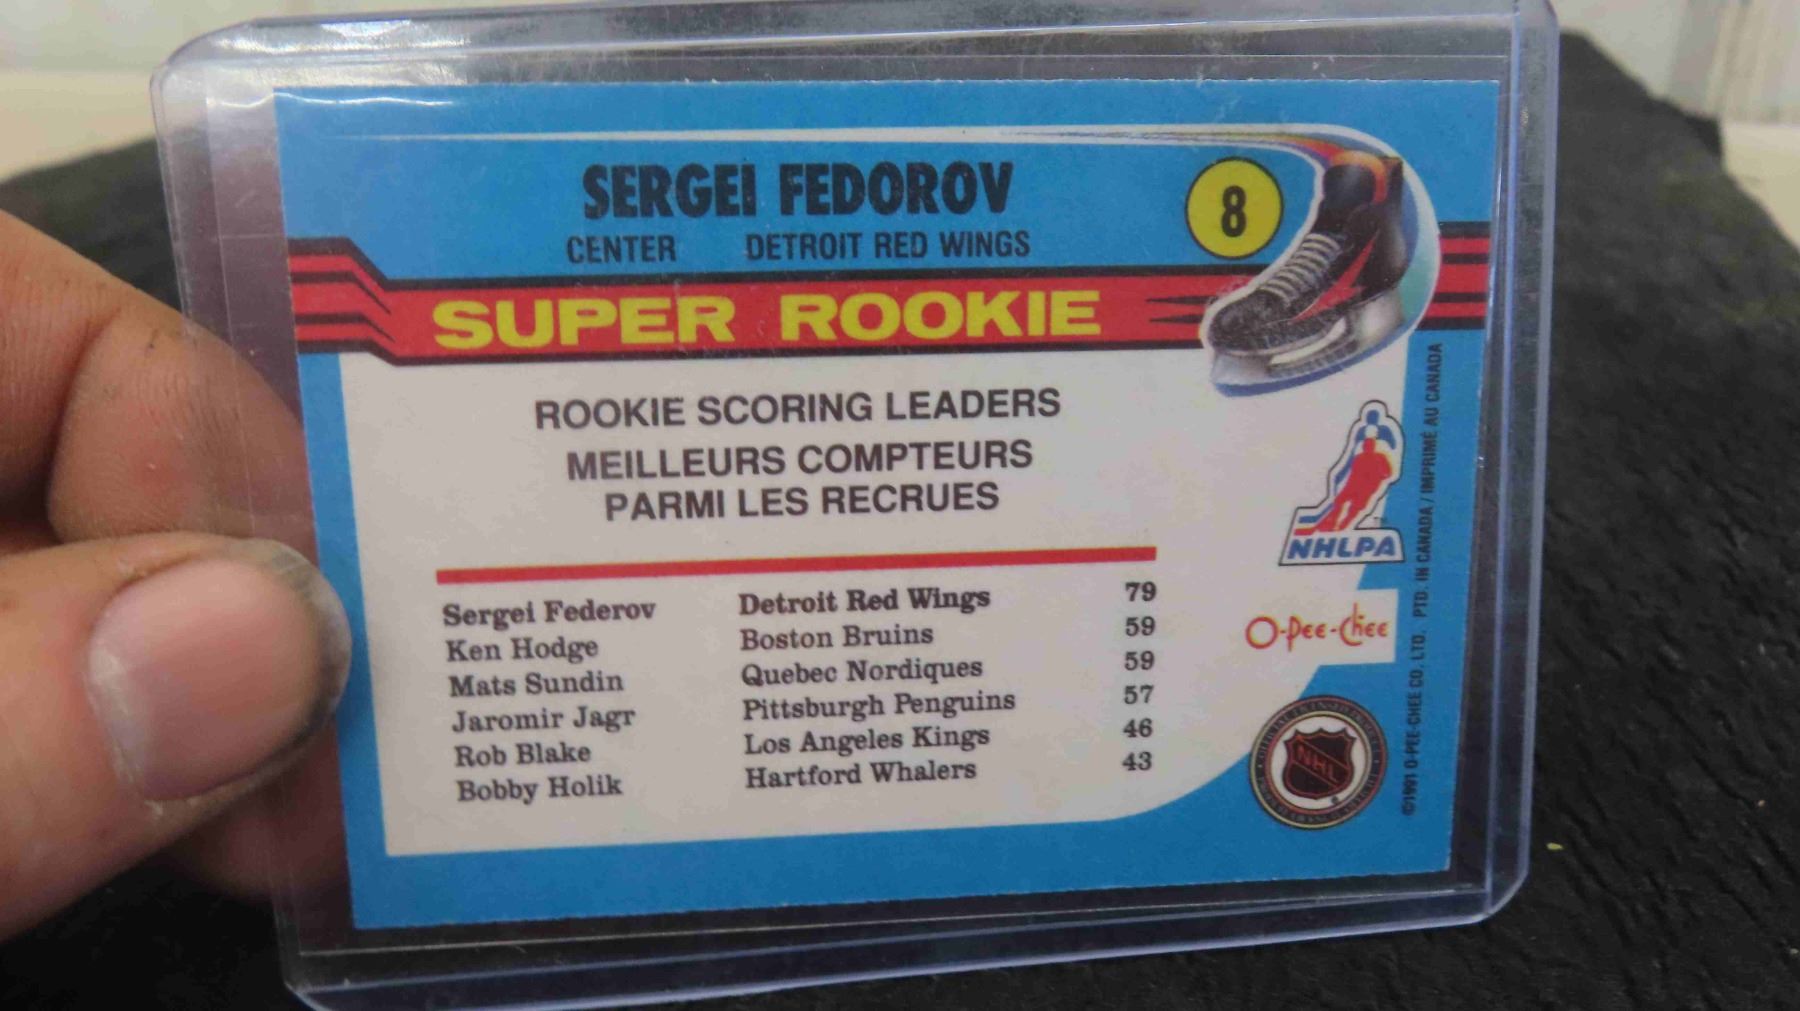 SERGEI FEDOROV
8
CENTER DETROIT RED WINGS
SUPER ROOKIE
ROOKIE SCORING LEADERS
MEILLEURS COMPTEURS
PARMI LES RECRUES
Sergei Federov Detroit Red Wings 79
Ken Hodge Boston Bruins 59
Mats Sundin Quebec Nordiques 59
Jaromir Jagr Pittsburgh Penguins 57
Rob Blake Los Angeles Kings 46
Bobby Holik Hartford Whalers 43
NHLPA
O-Pee-Chee
NHL
©1991 O-PEE-CHEE CO. LTD. PTD. IN CANADA / IMPRIMÉ AU CANADA